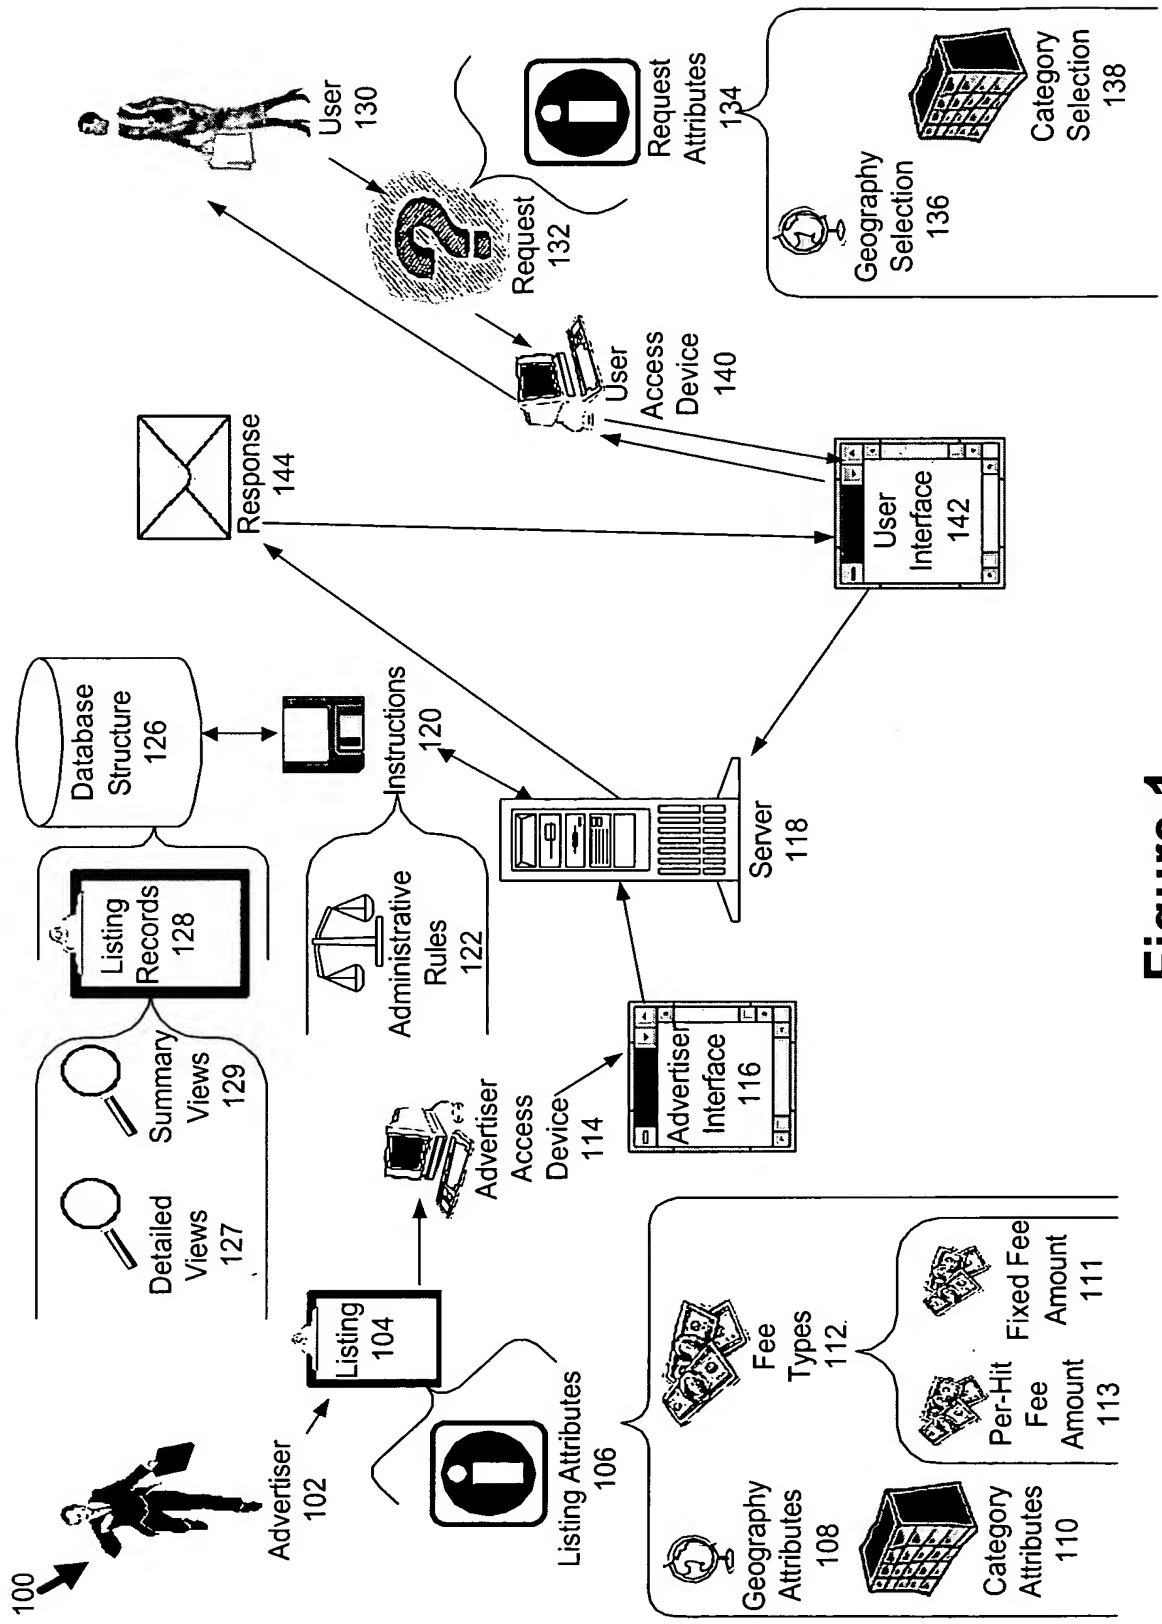 100
Advertiser
102
Listing
104
Listing Attributes
106
Geography
Attributes
108
Category
Attributes
110
Fee
Types
112
Per-Hit
Fee
Amount
113
Fixed Fee
Amount
111
Detailed
Views
127
Summary
Views
129
Listing
Records
128
Database
Structure
126
Administrative
Rules
122
Instructions
120
Advertiser
Access
Device
114
Advertiser
Interface
116
Server
118
Response
144
User
Interface
142
User
Access
Device
140
User
130
Request
132
Request
Attributes
134
Geography
Selection
136
Category
Selection
138
Figure 1